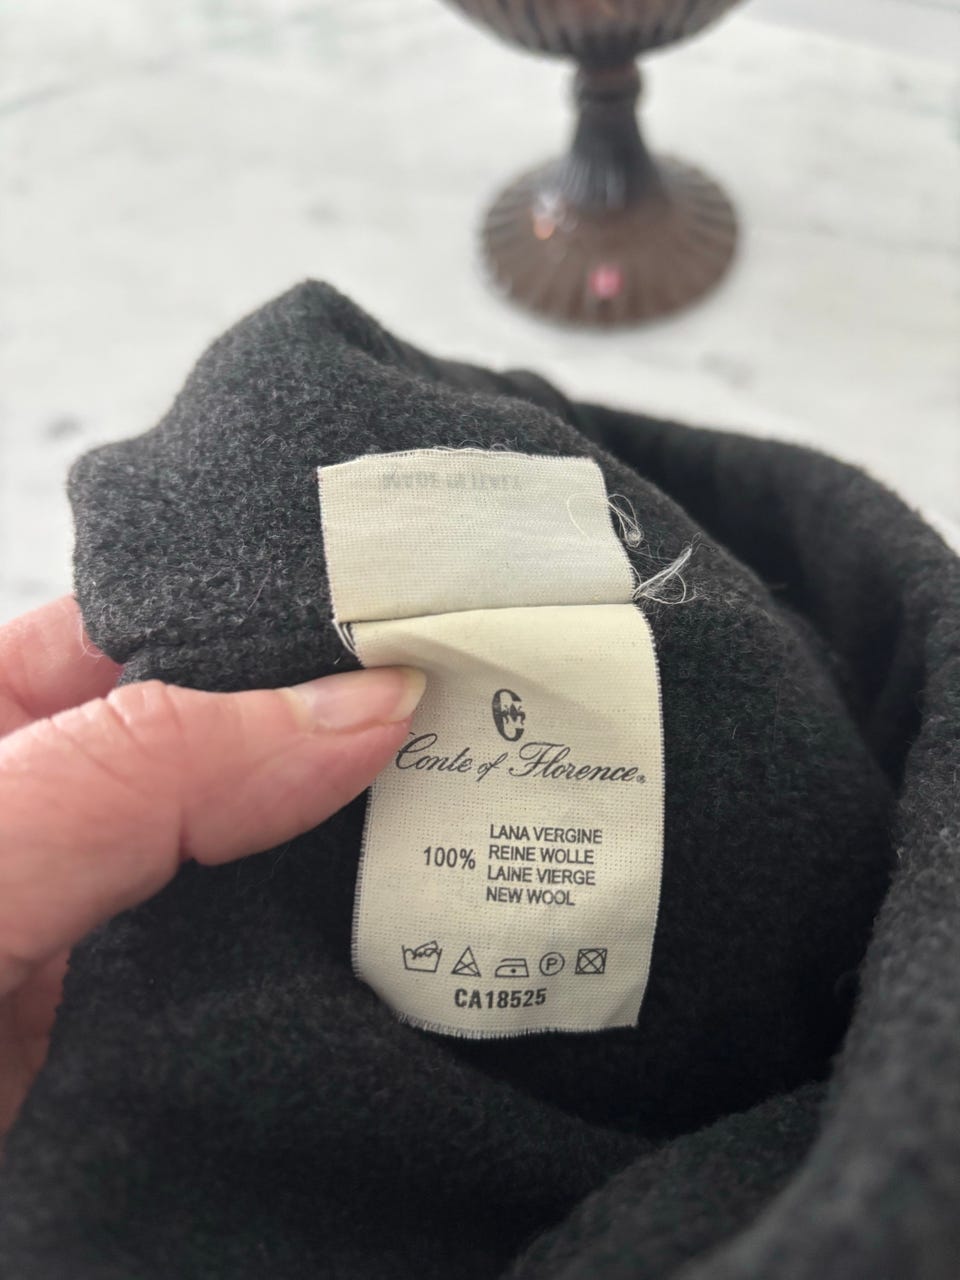 Conte of Florence®
100%
LANA VERGINE
REINE WOLLE
LAINE VIERGE
NEW WOOL
P
CA18525